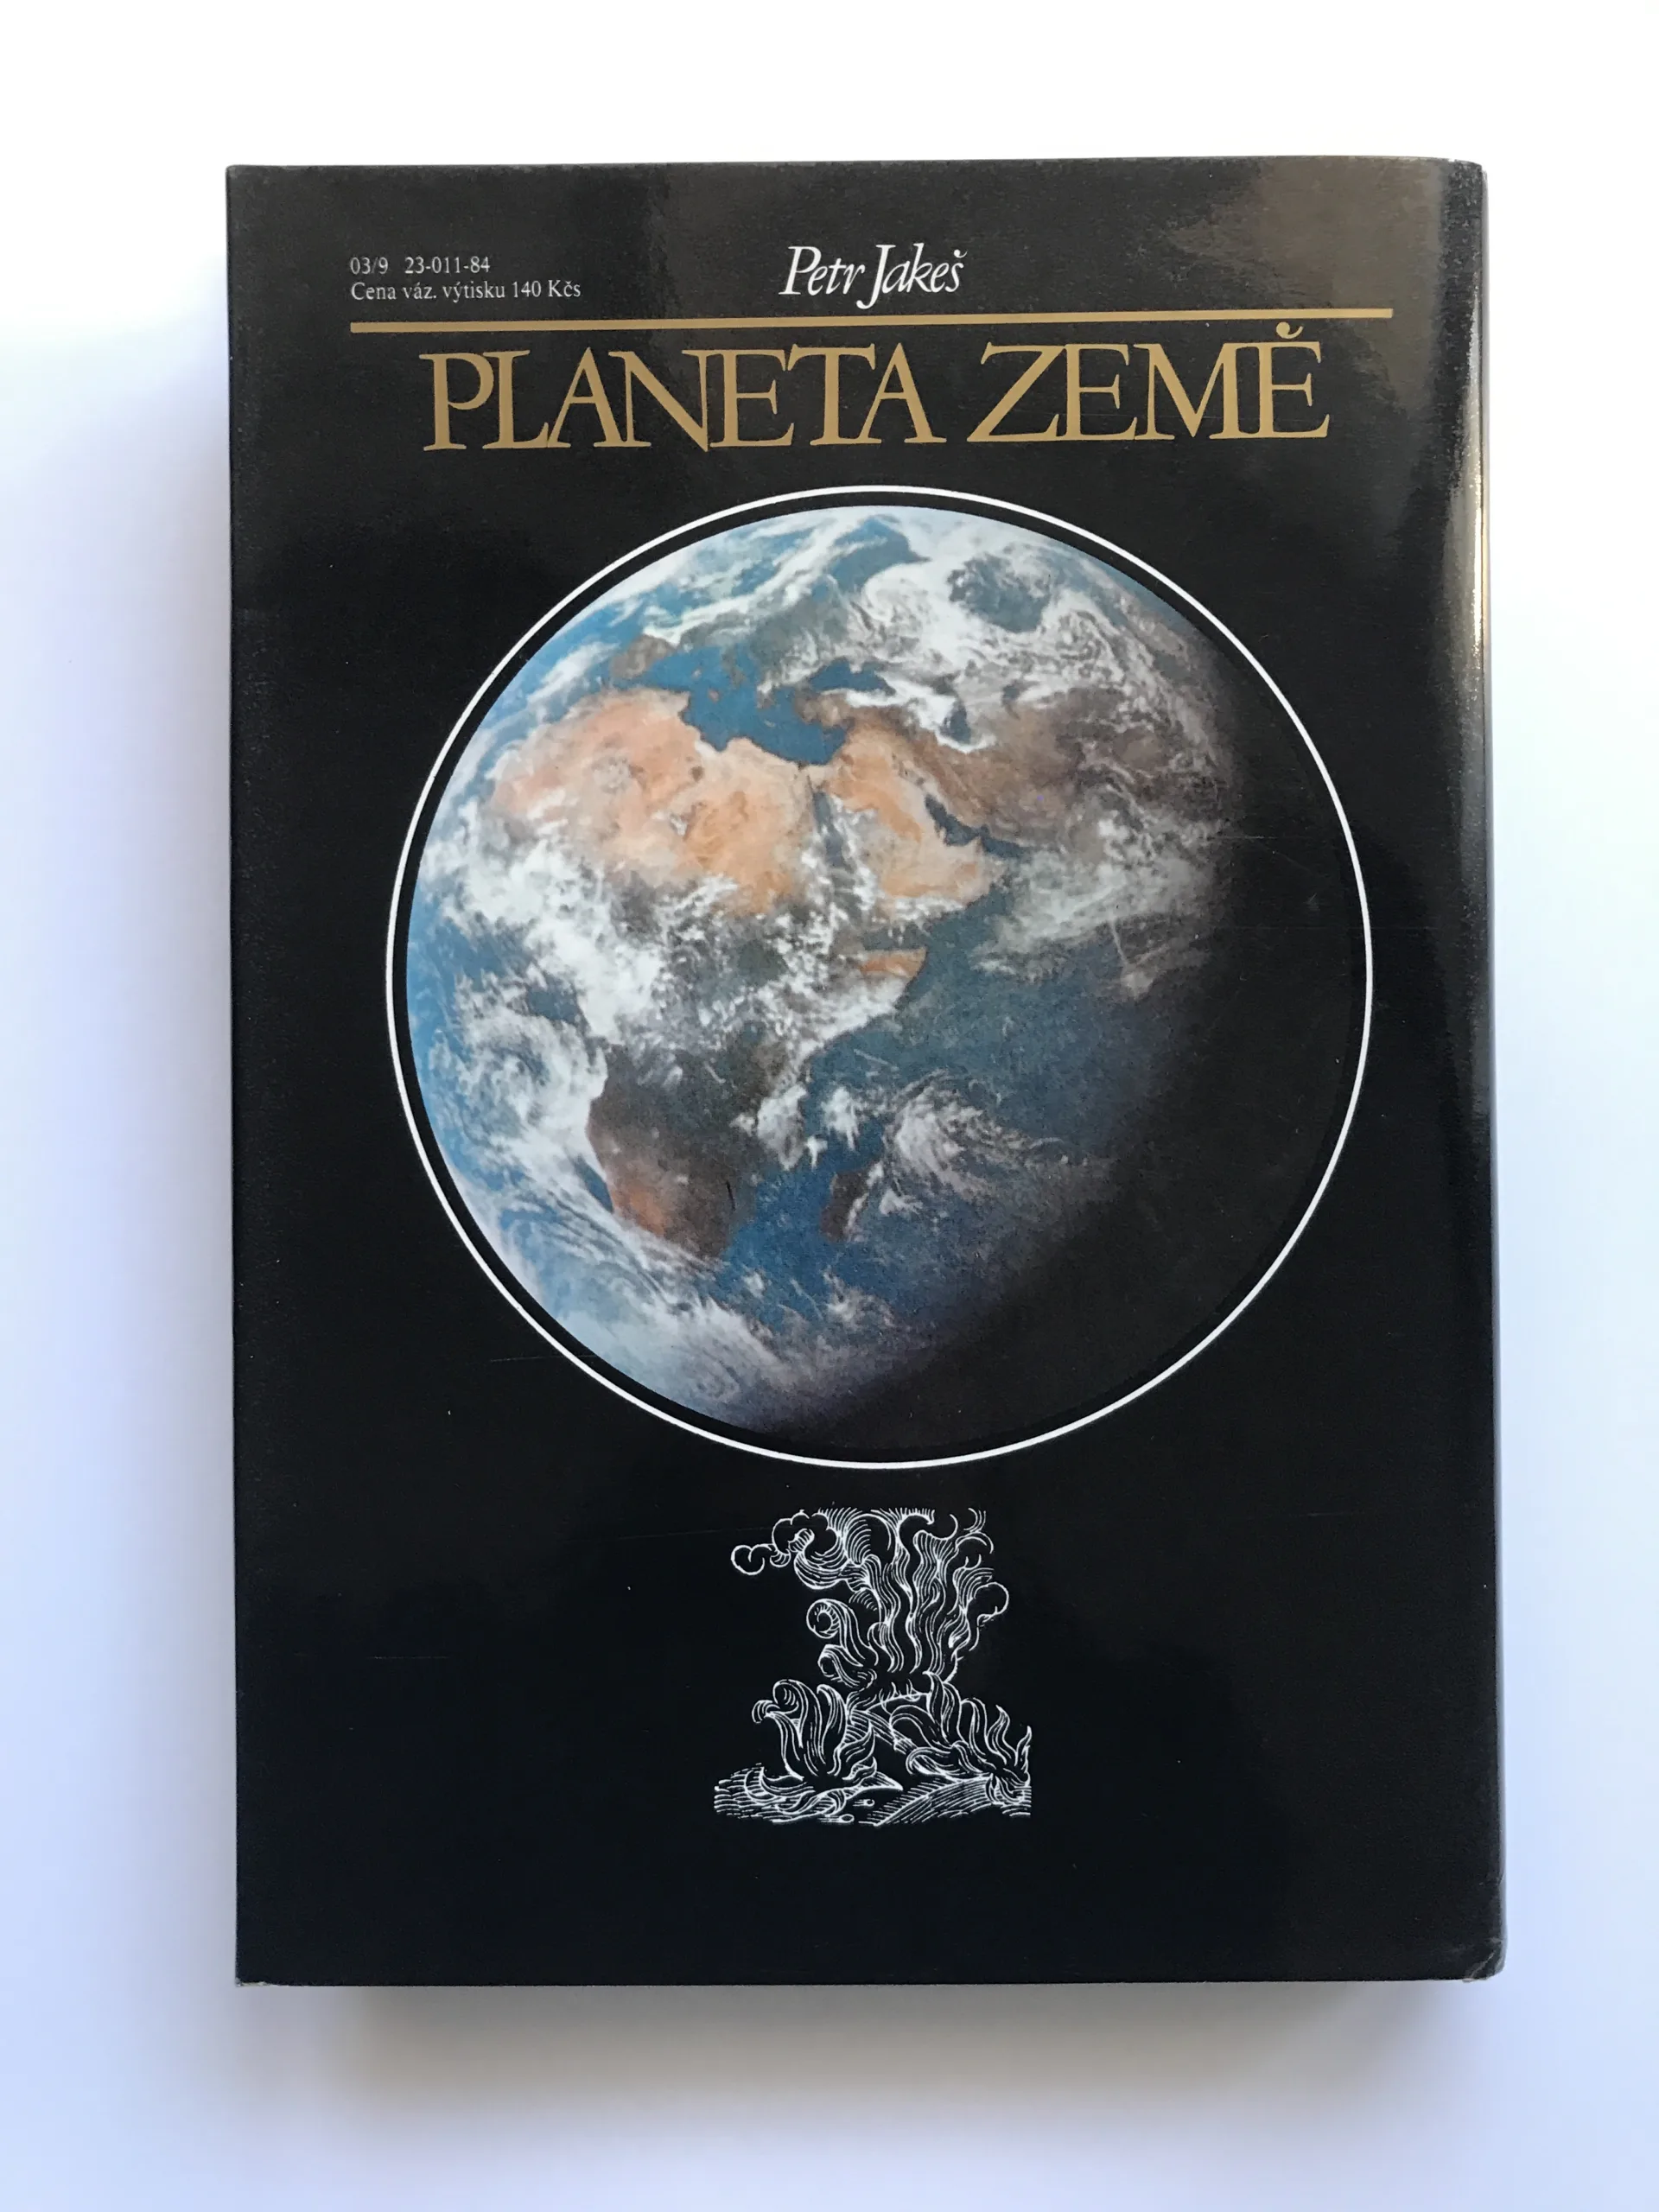 03/9 23-011-84
Cena váz. výtisku 140 Kčs
Petr Jakeš
PLANETA ZEMĚ